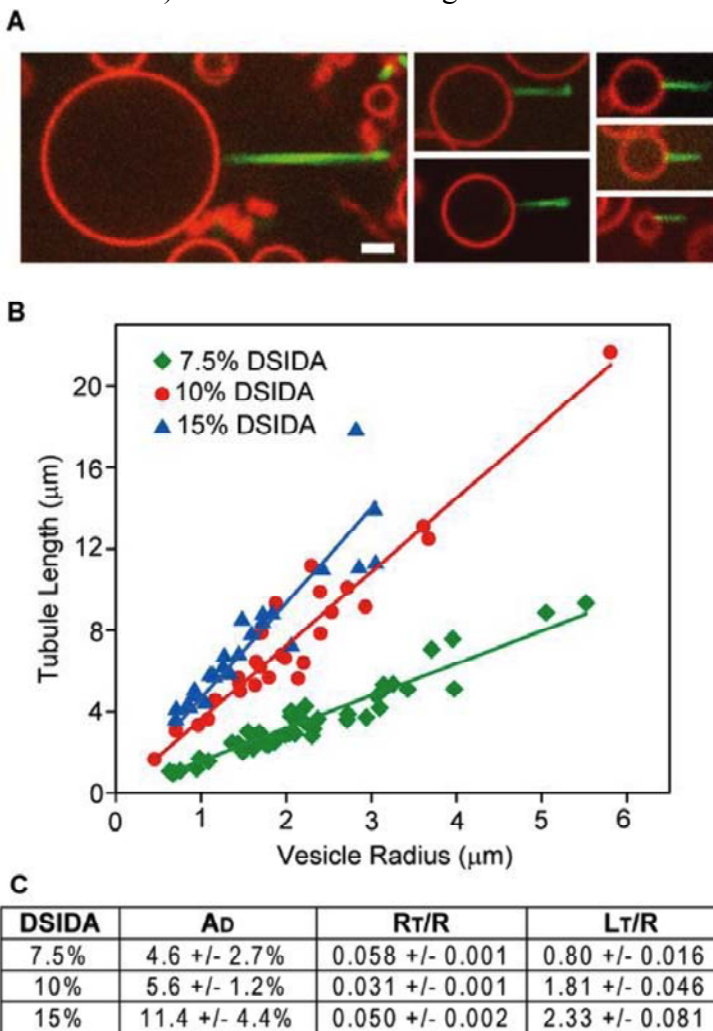 A
B
7.5% DSIDA
10% DSIDA
15% DSIDA
20
16
12
8
4
0
Tubule Length (μm)
0 1 2 3 4 5 6
Vesicle Radius (μm)
C
DSIDA AD RT/R LT/R
7.5% 4.6 +/- 2.7% 0.058 +/- 0.001 0.80 +/- 0.016
10% 5.6 +/- 1.2% 0.031 +/- 0.001 1.81 +/- 0.046
15% 11.4 +/- 4.4% 0.050 +/- 0.002 2.33 +/- 0.081